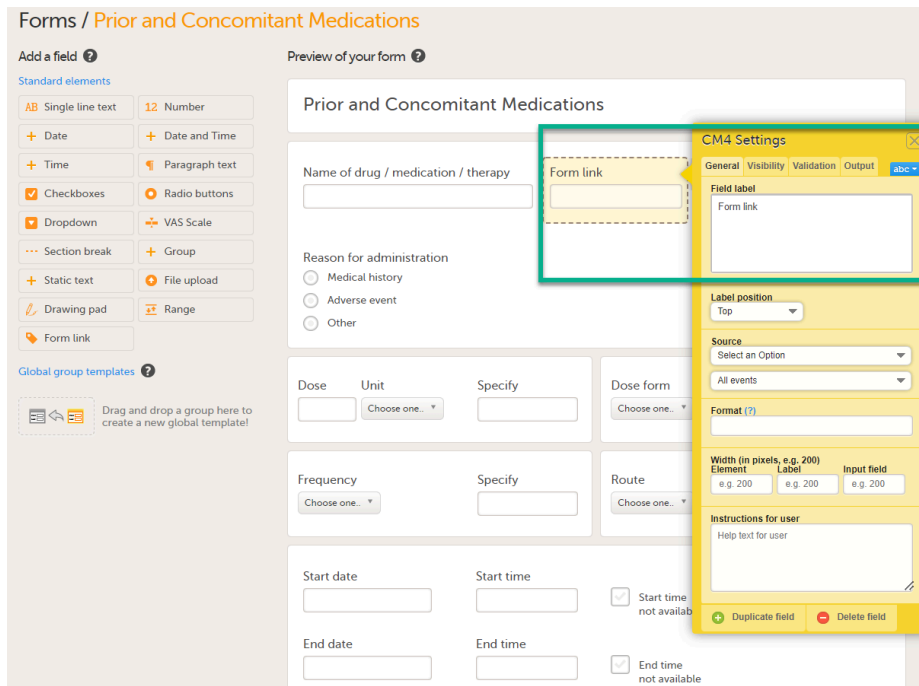 Forms / Prior and Concomitant Medications
Add a field ?
Standard elements
AB Single line text
12 Number
Date
Date and Time
Time
Paragraph text
Checkboxes
Radio buttons
Dropdown
VAS Scale
Section break
Group
Static text
File upload
Drawing pad
Range
Form link
Global group templates ?
Drag and drop a group here to
create a new global template!
Preview of your form ?
Prior and Concomitant Medications
Name of drug / medication / therapy
Form link
Reason for administration
Medical history
Adverse event
Other
Dose
Unit
Specify
Dose form
Choose one..
Choose one..
Frequency
Specify
Route
Choose one..
Choose one..
Start date
Start time
Start time
not availab
End date
End time
End time
not available
CM4 Settings
General Visibility Validation Output abc
Field label
Form link
Label position
Top
Source
Select an Option
All events
Format (?)
Width (in pixels, e.g. 200)
Element Label Input field
e.g. 200 e.g. 200 e.g. 200
Instructions for user
Help text for user
Duplicate field
Delete field